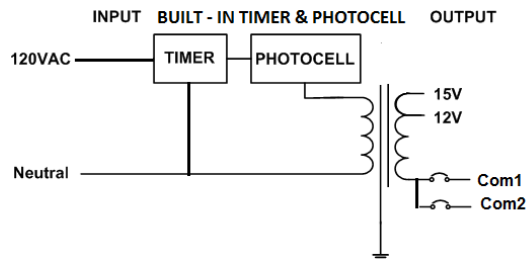 INPUT BUILT - IN TIMER & PHOTOCELL OUTPUT
120VAC TIMER PHOTOCELL
15V
12V
Neutral
Com1
Com2